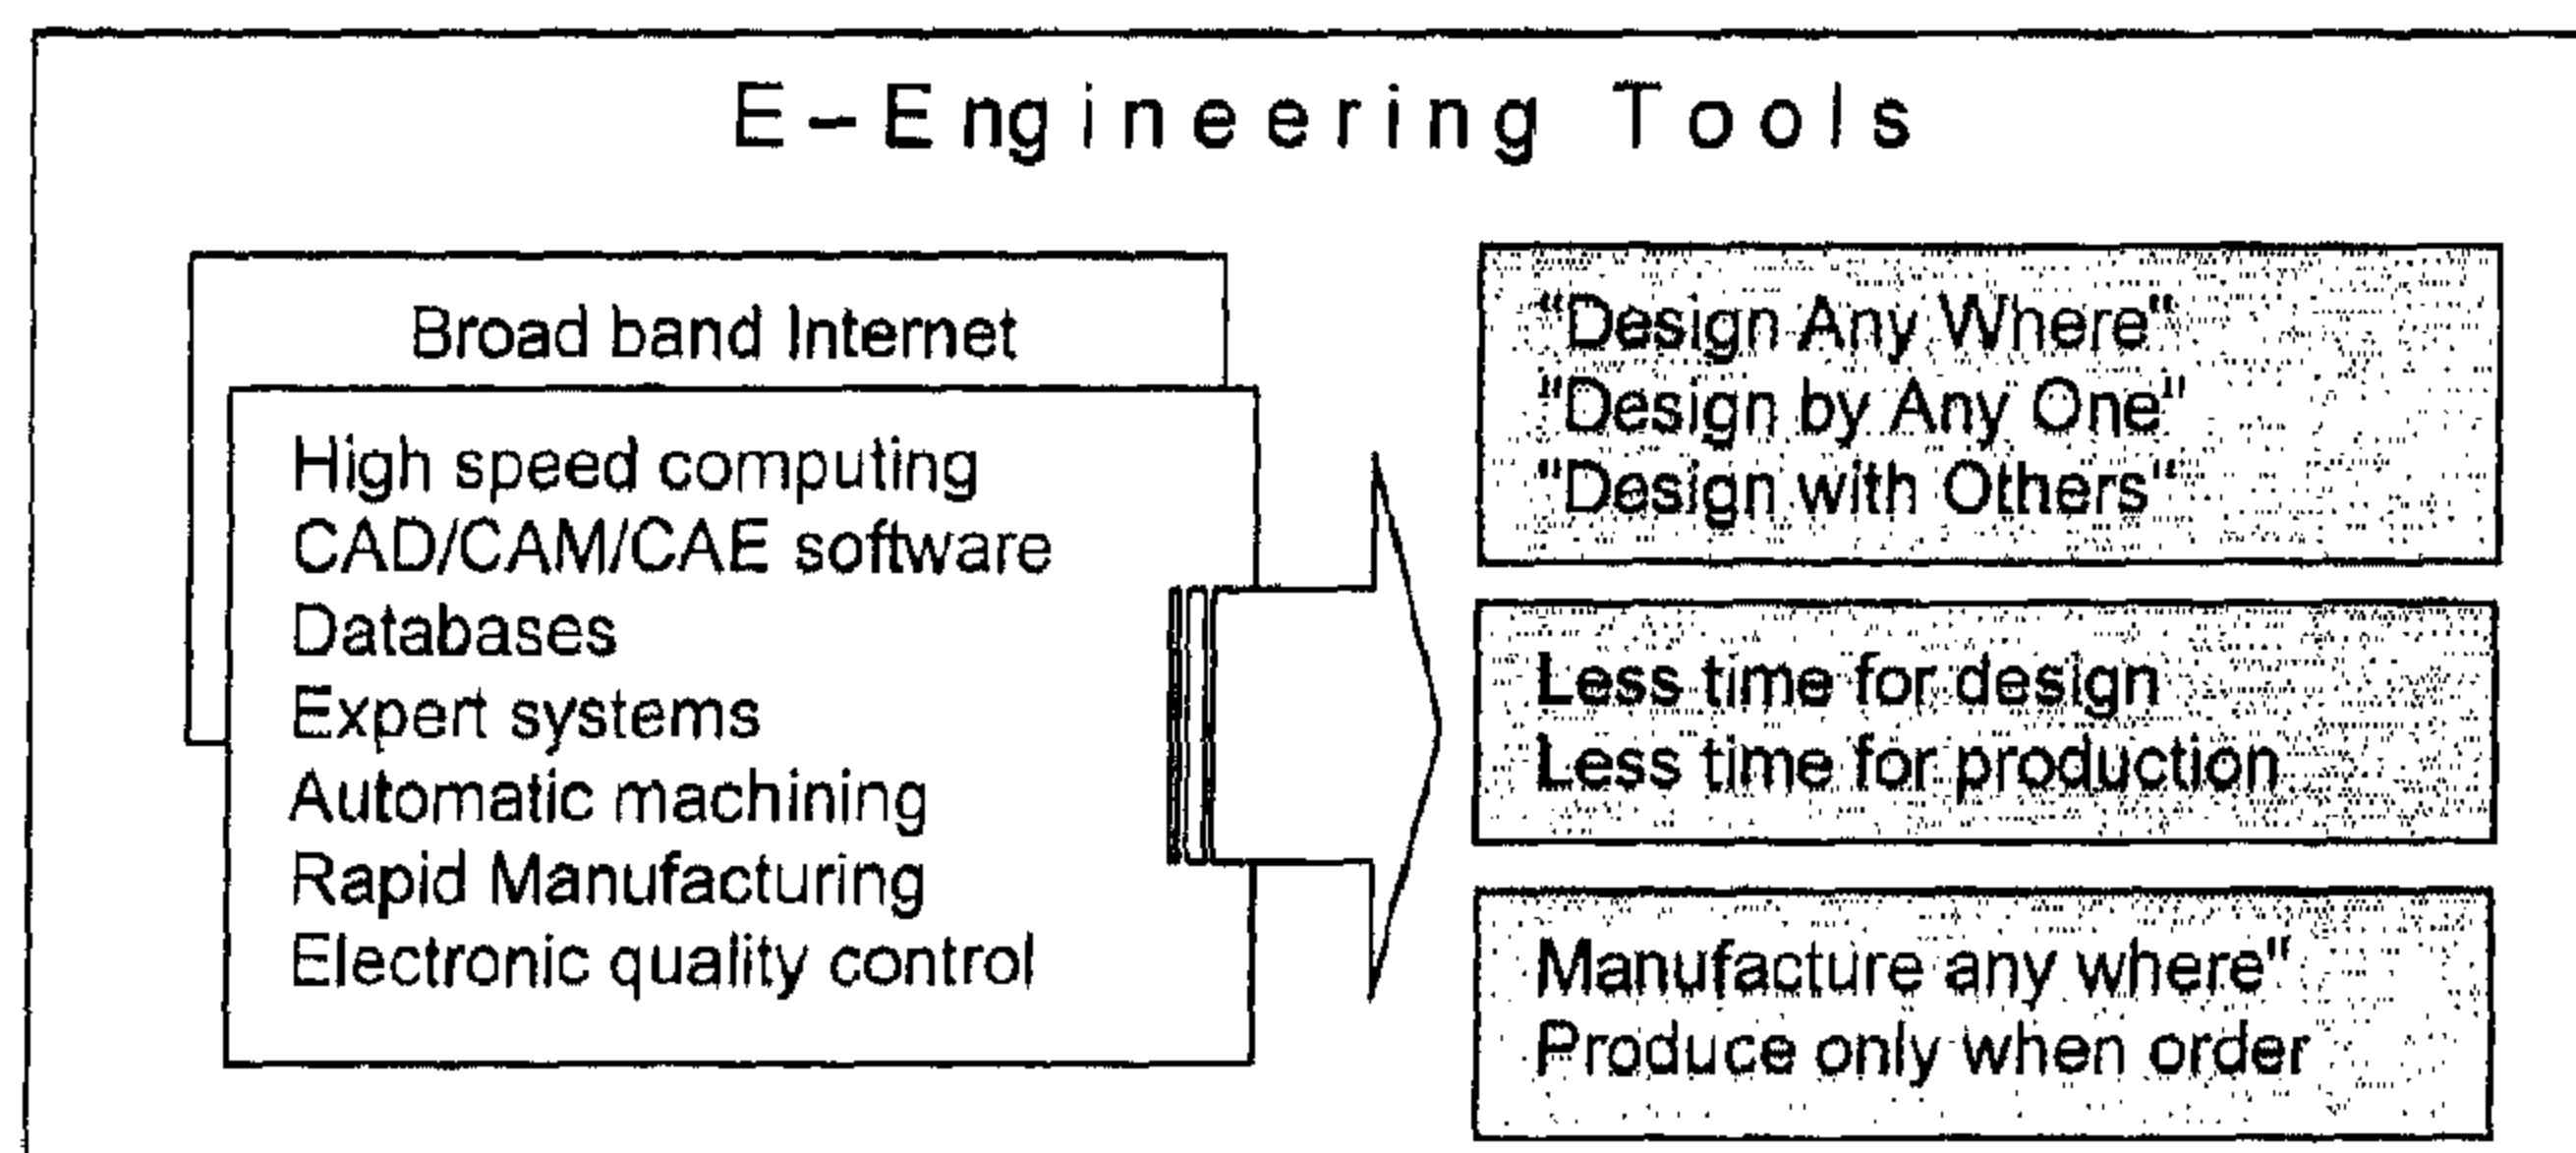 E-Engineering Tools
Broad band Internet
High speed computing
CAD/CAM/CAE software
Databases
Expert systems
Automatic machining
Rapid Manufacturing
Electronic quality control
"Design Any Where"
"Design by Any One"
"Design with Others"
Less time for design
Less time for production
Manufacture any where"
Produce only when order